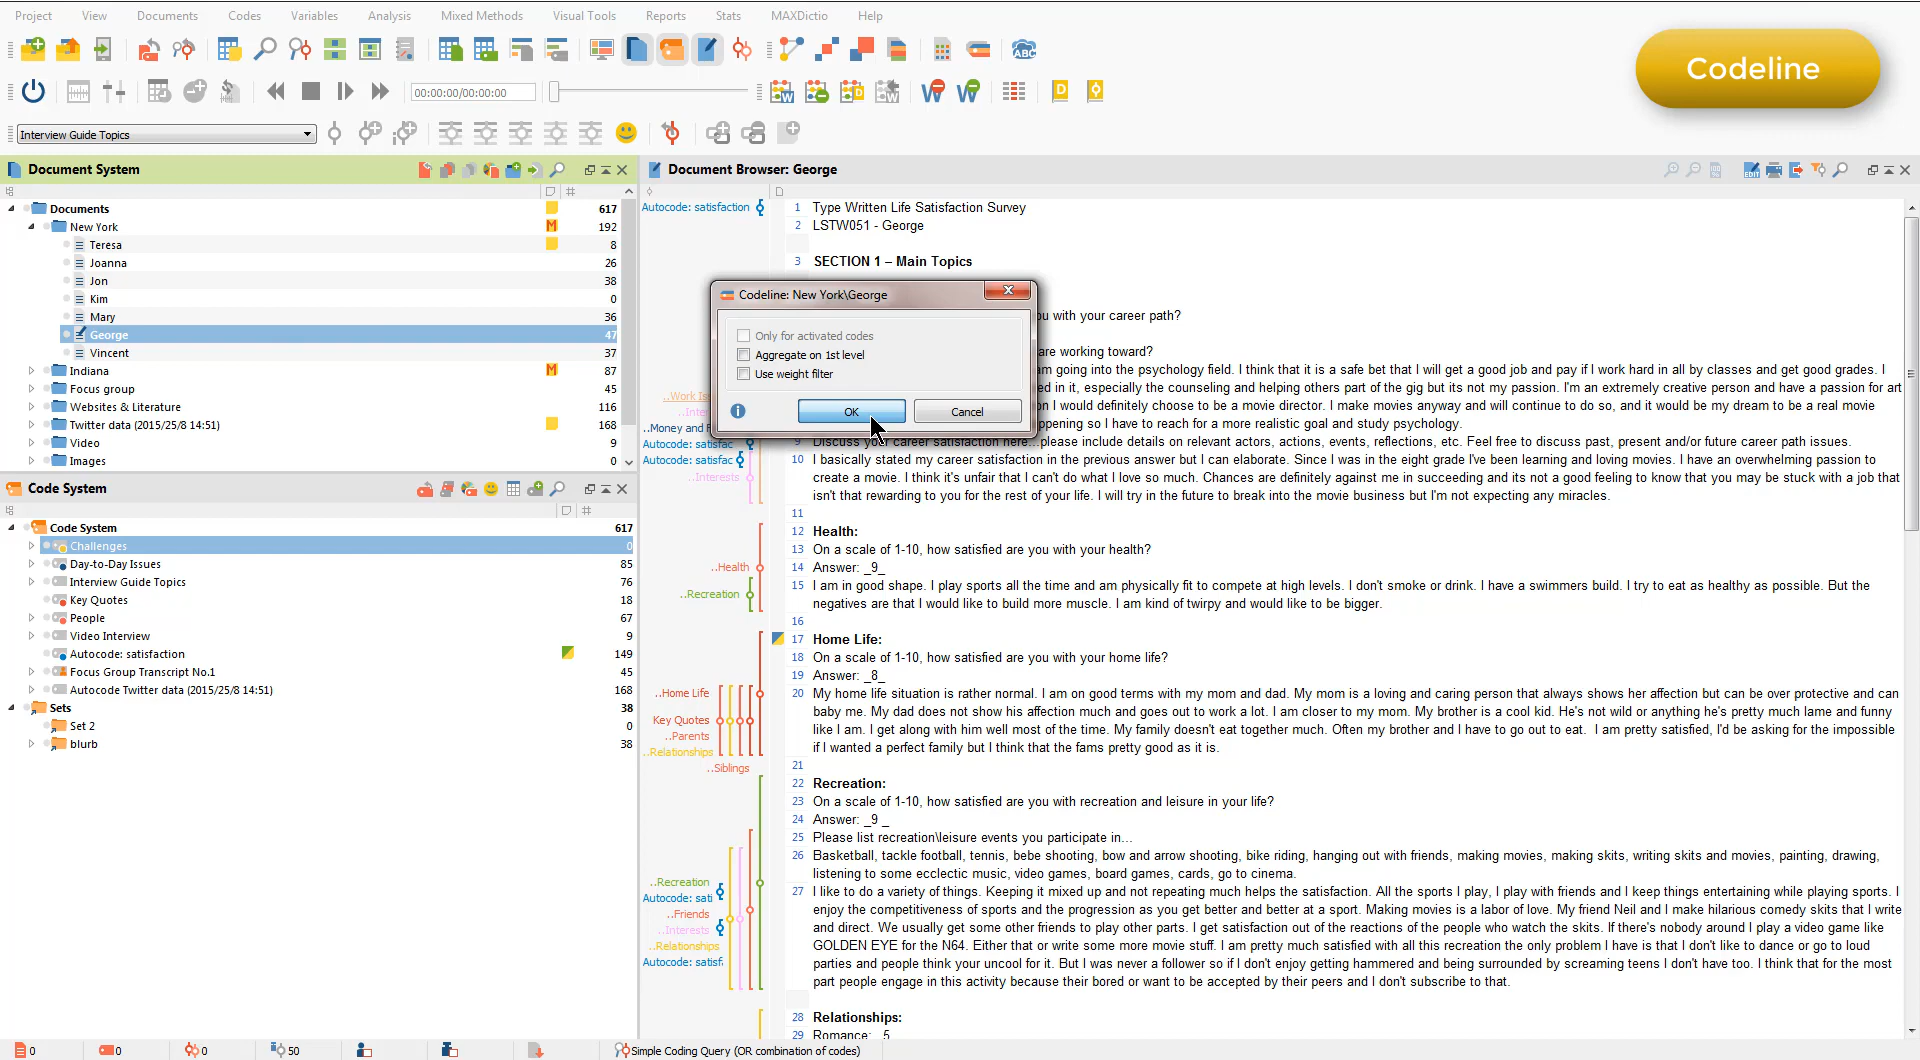 Project View Documents Codes Variables Analysis Mixed Methods Visual Tools Reports Stats MAXDictio Help
Codeline
00:00:00/00:00:00
Interview Guide Topics
Document System
Documents 617
New York 192
Teresa 8
Joanna 26
Jon 38
Kim 0
Mary 36
George 47
Vincent 37
Indiana 87
Focus group 45
Websites & Literature 116
Twitter data (2015/25/8 14:51) 168
Video 9
Images 0
Code System
Code System 617
Challenges 0
Day-to-Day Issues 85
Interview Guide Topics 76
Key Quotes 18
People 67
Video Interview 9
Autocode: satisfaction 149
Focus Group Transcript No.1 45
Autocode Twitter data (2015/25/8 14:51) 168
Sets 38
Set 2 0
blurb 38
Document Browser: George
Autocode: satisfaction
1 Type Written Life Satisfaction Survey
2 LSTW051 - George
3 SECTION 1 – Main Topics
Codeline: New York\George
Only for activated codes
Aggregate on 1st level
Use weight filter
OK Cancel
u with your career path?
are working toward?
am going into the psychology field. I think that it is a safe bet that I will get a good job and pay if I work hard in all by classes and get good grades. I
ed in it, especially the counseling and helping others part of the gig but its not my passion. I'm an extremely creative person and have a passion for art
on I would definitely choose to be a movie director. I make movies anyway and will continue to do so, and it would be my dream to be a real movie
ppening so I have to reach for a more realistic goal and study psychology.
..Work Is
..Inte
..Money and F
Autocode: satisfac
Autocode: satisfac
..Interests
9 Discuss you career satisfaction here...please include details on relevant actors, actions, events, reflections, etc. Feel free to discuss past, present and/or future career path issues.
10 I basically stated my career satisfaction in the previous answer but I can elaborate. Since I was in the eight grade I've been learning and loving movies. I have an overwhelming passion to
create a movie. I think it's unfair that I can't do what I love so much. Chances are definitely against me in succeeding and its not a good feeling to know that you may be stuck with a job that
isn't that rewarding to you for the rest of your life. I will try in the future to break into the movie business but I'm not expecting any miracles.
11
12 Health:
13 On a scale of 1-10, how satisfied are you with your health?
..Health
14 Answer: _9_
..Recreation
15 I am in good shape. I play sports all the time and am physically fit to compete at high levels. I don't smoke or drink. I have a swimmers build. I try to eat as healthy as possible. But the
negatives are that I would like to build more muscle. I am kind of twirpy and would like to be bigger.
16
17 Home Life:
18 On a scale of 1-10, how satisfied are you with your home life?
19 Answer: _8_
..Home Life
Key Quotes
..Parents
..Relationships
..Siblings
20 My home life situation is rather normal. I am on good terms with my mom and dad. My mom is a loving and caring person that always shows her affection but can be over protective and can
baby me. My dad does not show his affection much and goes out to work a lot. I am closer to my mom. My brother is a cool kid. He's not wild or anything he's pretty much lame and funny
like I am. I get along with him well most of the time. My family doesn't eat together much. Often my brother and I have to go out to eat. I am pretty satisfied, I'd be asking for the impossible
if I wanted a perfect family but I think that the fams pretty good as it is.
21
22 Recreation:
23 On a scale of 1-10, how satisfied are you with recreation and leisure in your life?
24 Answer: _9 _
25 Please list recreation\leisure events you participate in...
26 Basketball, tackle football, tennis, bebe shooting, bow and arrow shooting, bike riding, hanging out with friends, making movies, making skits, writing skits and movies, painting, drawing,
listening to some ecclectic music, video games, board games, cards, go to cinema.
..Recreation
Autocode: sati
..Friends
..Interests
..Relationships
Autocode: satisf
27 I like to do a variety of things. Keeping it mixed up and not repeating much helps the satisfaction. All the sports I play, I play with friends and I keep things entertaining while playing sports. I
enjoy the competitiveness of sports and the progression as you get better and better at a sport. Making movies is a labor of love. My friend Neil and I make hilarious comedy skits that I write
and direct. We usually get some other friends to play other parts. I get satisfaction out of the reactions of the people who watch the skits. If there's nobody around I play a video game like
GOLDEN EYE for the N64. Either that or write some more movie stuff. I am pretty much satisfied with all this recreation the only problem I have is that I don't like to dance or go to loud
parties and people think your uncool for it. But I was never a follower so if I don't enjoy getting hammered and being surrounded by screaming teens I don't have too. I think that for the most
part people engage in this activity because their bored or want to be accepted by their peers and I don't subscribe to that.
28 Relationships:
29 Romance: 5
0 0 0 50 Simple Coding Query (OR combination of codes)